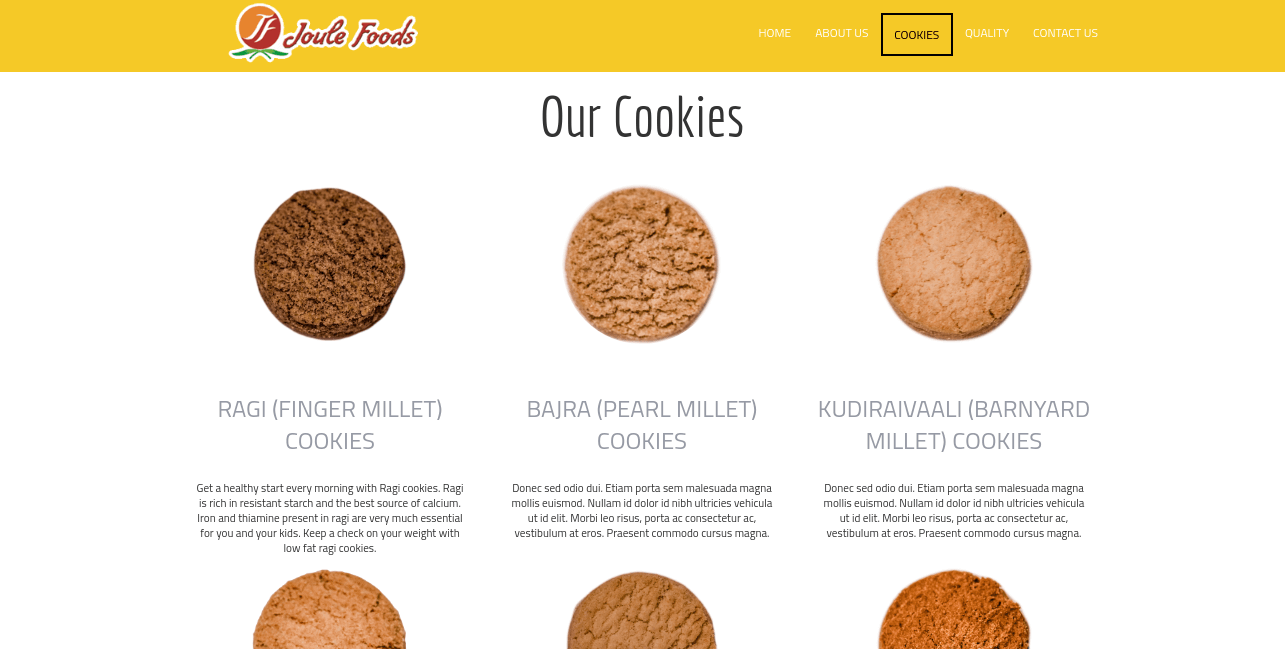 JF Joule Foods
HOME ABOUT US COOKIES QUALITY CONTACT US
Our Cookies
RAGI (FINGER MILLET)
COOKIES
Get a healthy start every morning with Ragi cookies. Ragi
is rich in resistant starch and the best source of calcium.
Iron and thiamine present in ragi are very much essential
for you and your kids. Keep a check on your weight with
low fat ragi cookies.
BAJRA (PEARL MILLET)
COOKIES
Donec sed odio dui. Etiam porta sem malesuada magna
mollis euismod. Nullam id dolor id nibh ultricies vehicula
ut id elit. Morbi leo risus, porta ac consectetur ac,
vestibulum at eros. Praesent commodo cursus magna.
KUDIRAIVAALI (BARNYARD
MILLET) COOKIES
Donec sed odio dui. Etiam porta sem malesuada magna
mollis euismod. Nullam id dolor id nibh ultricies vehicula
ut id elit. Morbi leo risus, porta ac consectetur ac,
vestibulum at eros. Praesent commodo cursus magna.